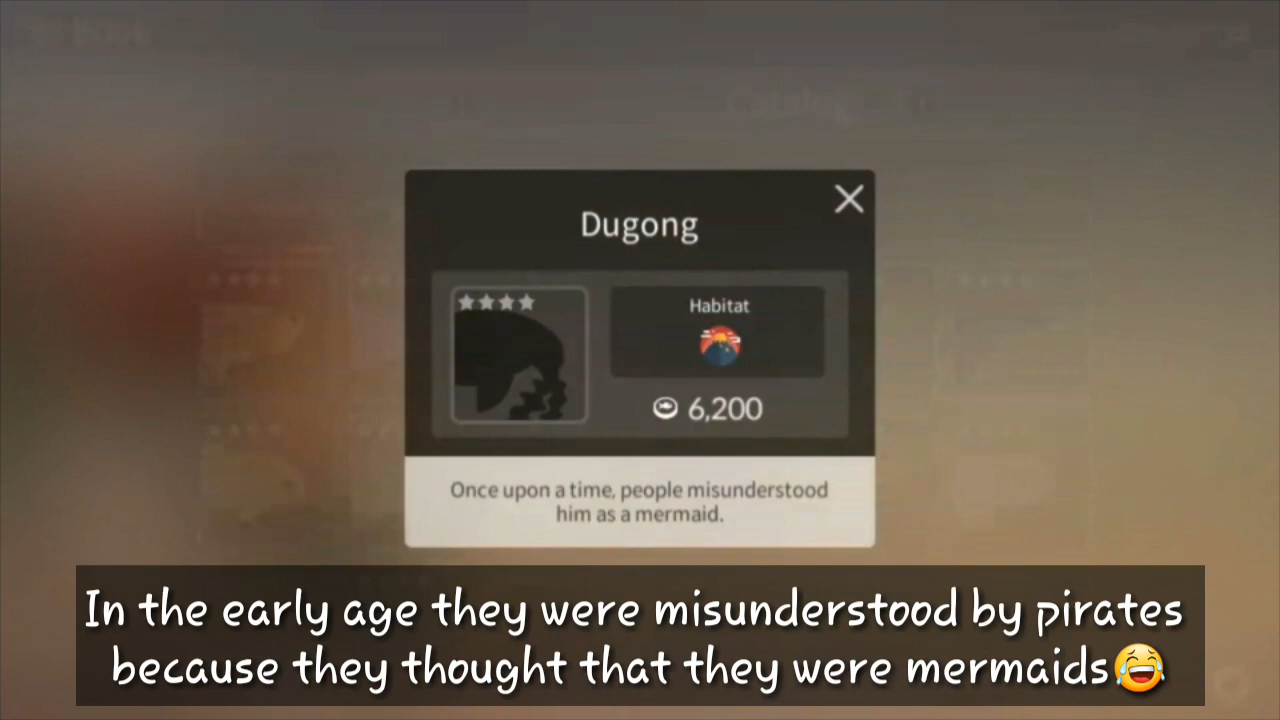 Dugong
Habitat
6,200
Once upon a time, people misunderstood
him as a mermaid.
In the early age they were misunderstood by pirates
because they thought that they were mermaids😂